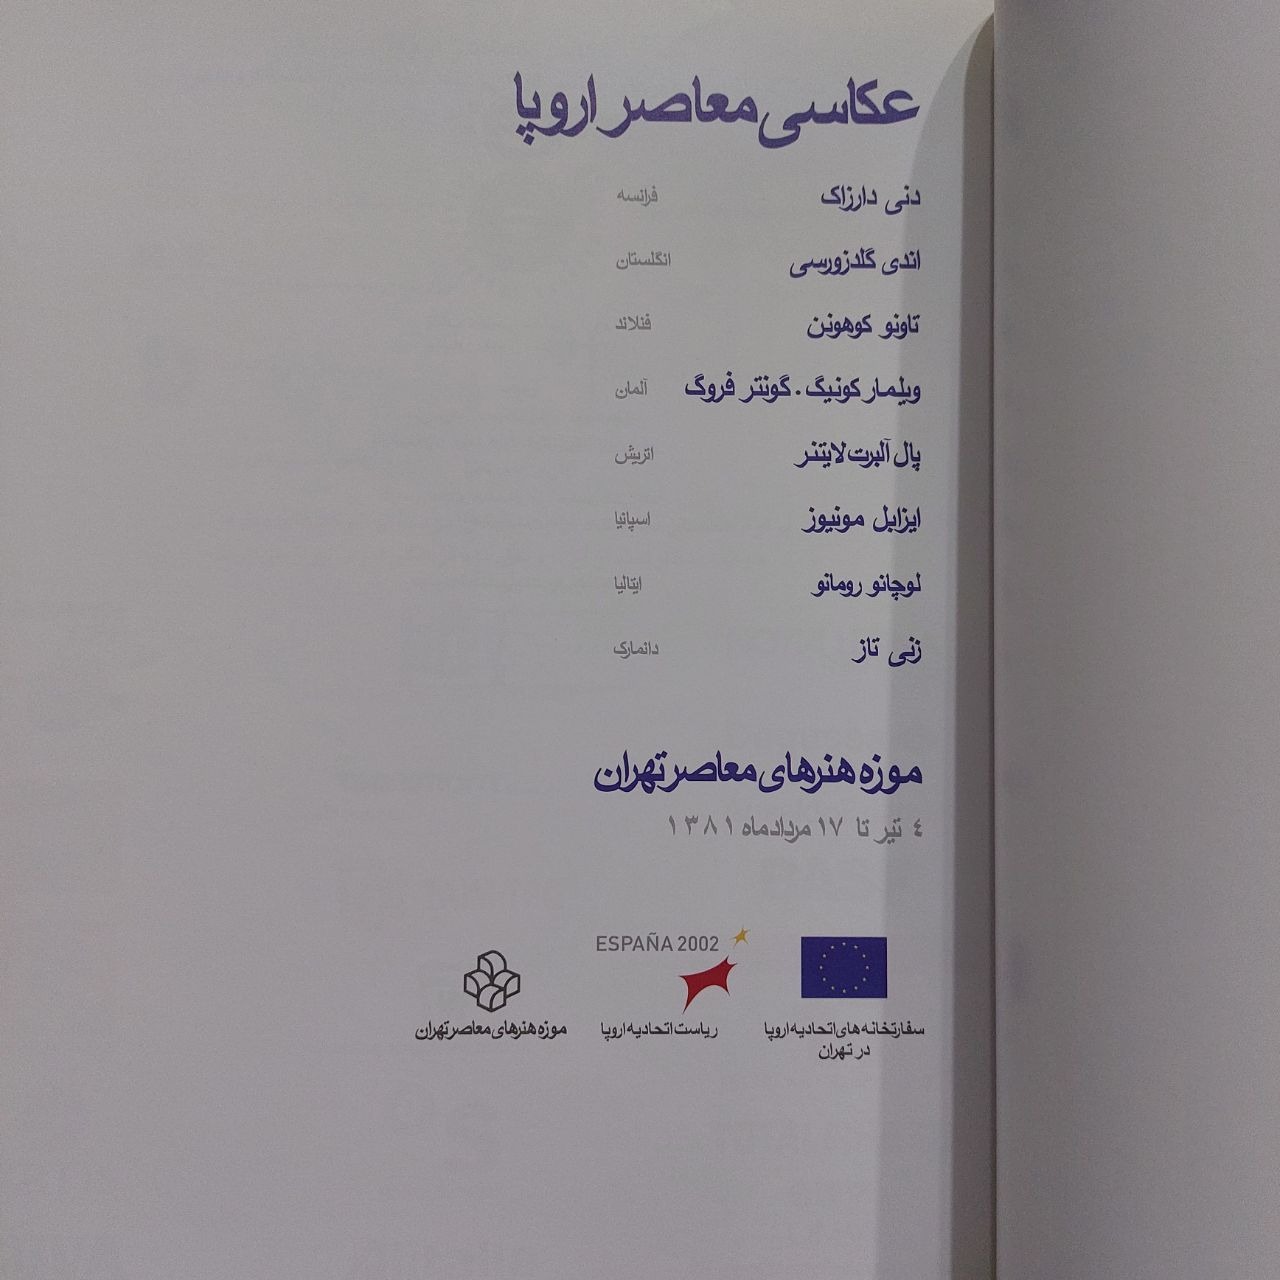 عکاسی معاصر اروپا
دنی دارزاک فرانسه
اندی گلدزورسی انگلستان
تاونو کوهونن فنلاند
ویلمار کونیگ . گونتر فروگ آلمان
پال آلبرت لایتنر اتریش
ایزابل مونیوز اسپانیا
لوچانو رومانو ایتالیا
زنی تاز دانمارک
موزه هنرهای معاصر تهران
٤ تیر تا ۱۷ مردادماه ۱۳۸۱
ESPAÑA 2002
سفارتخانه های اتحادیه اروپا
در تهران
ریاست اتحادیه اروپا
موزه هنرهای معاصر تهران